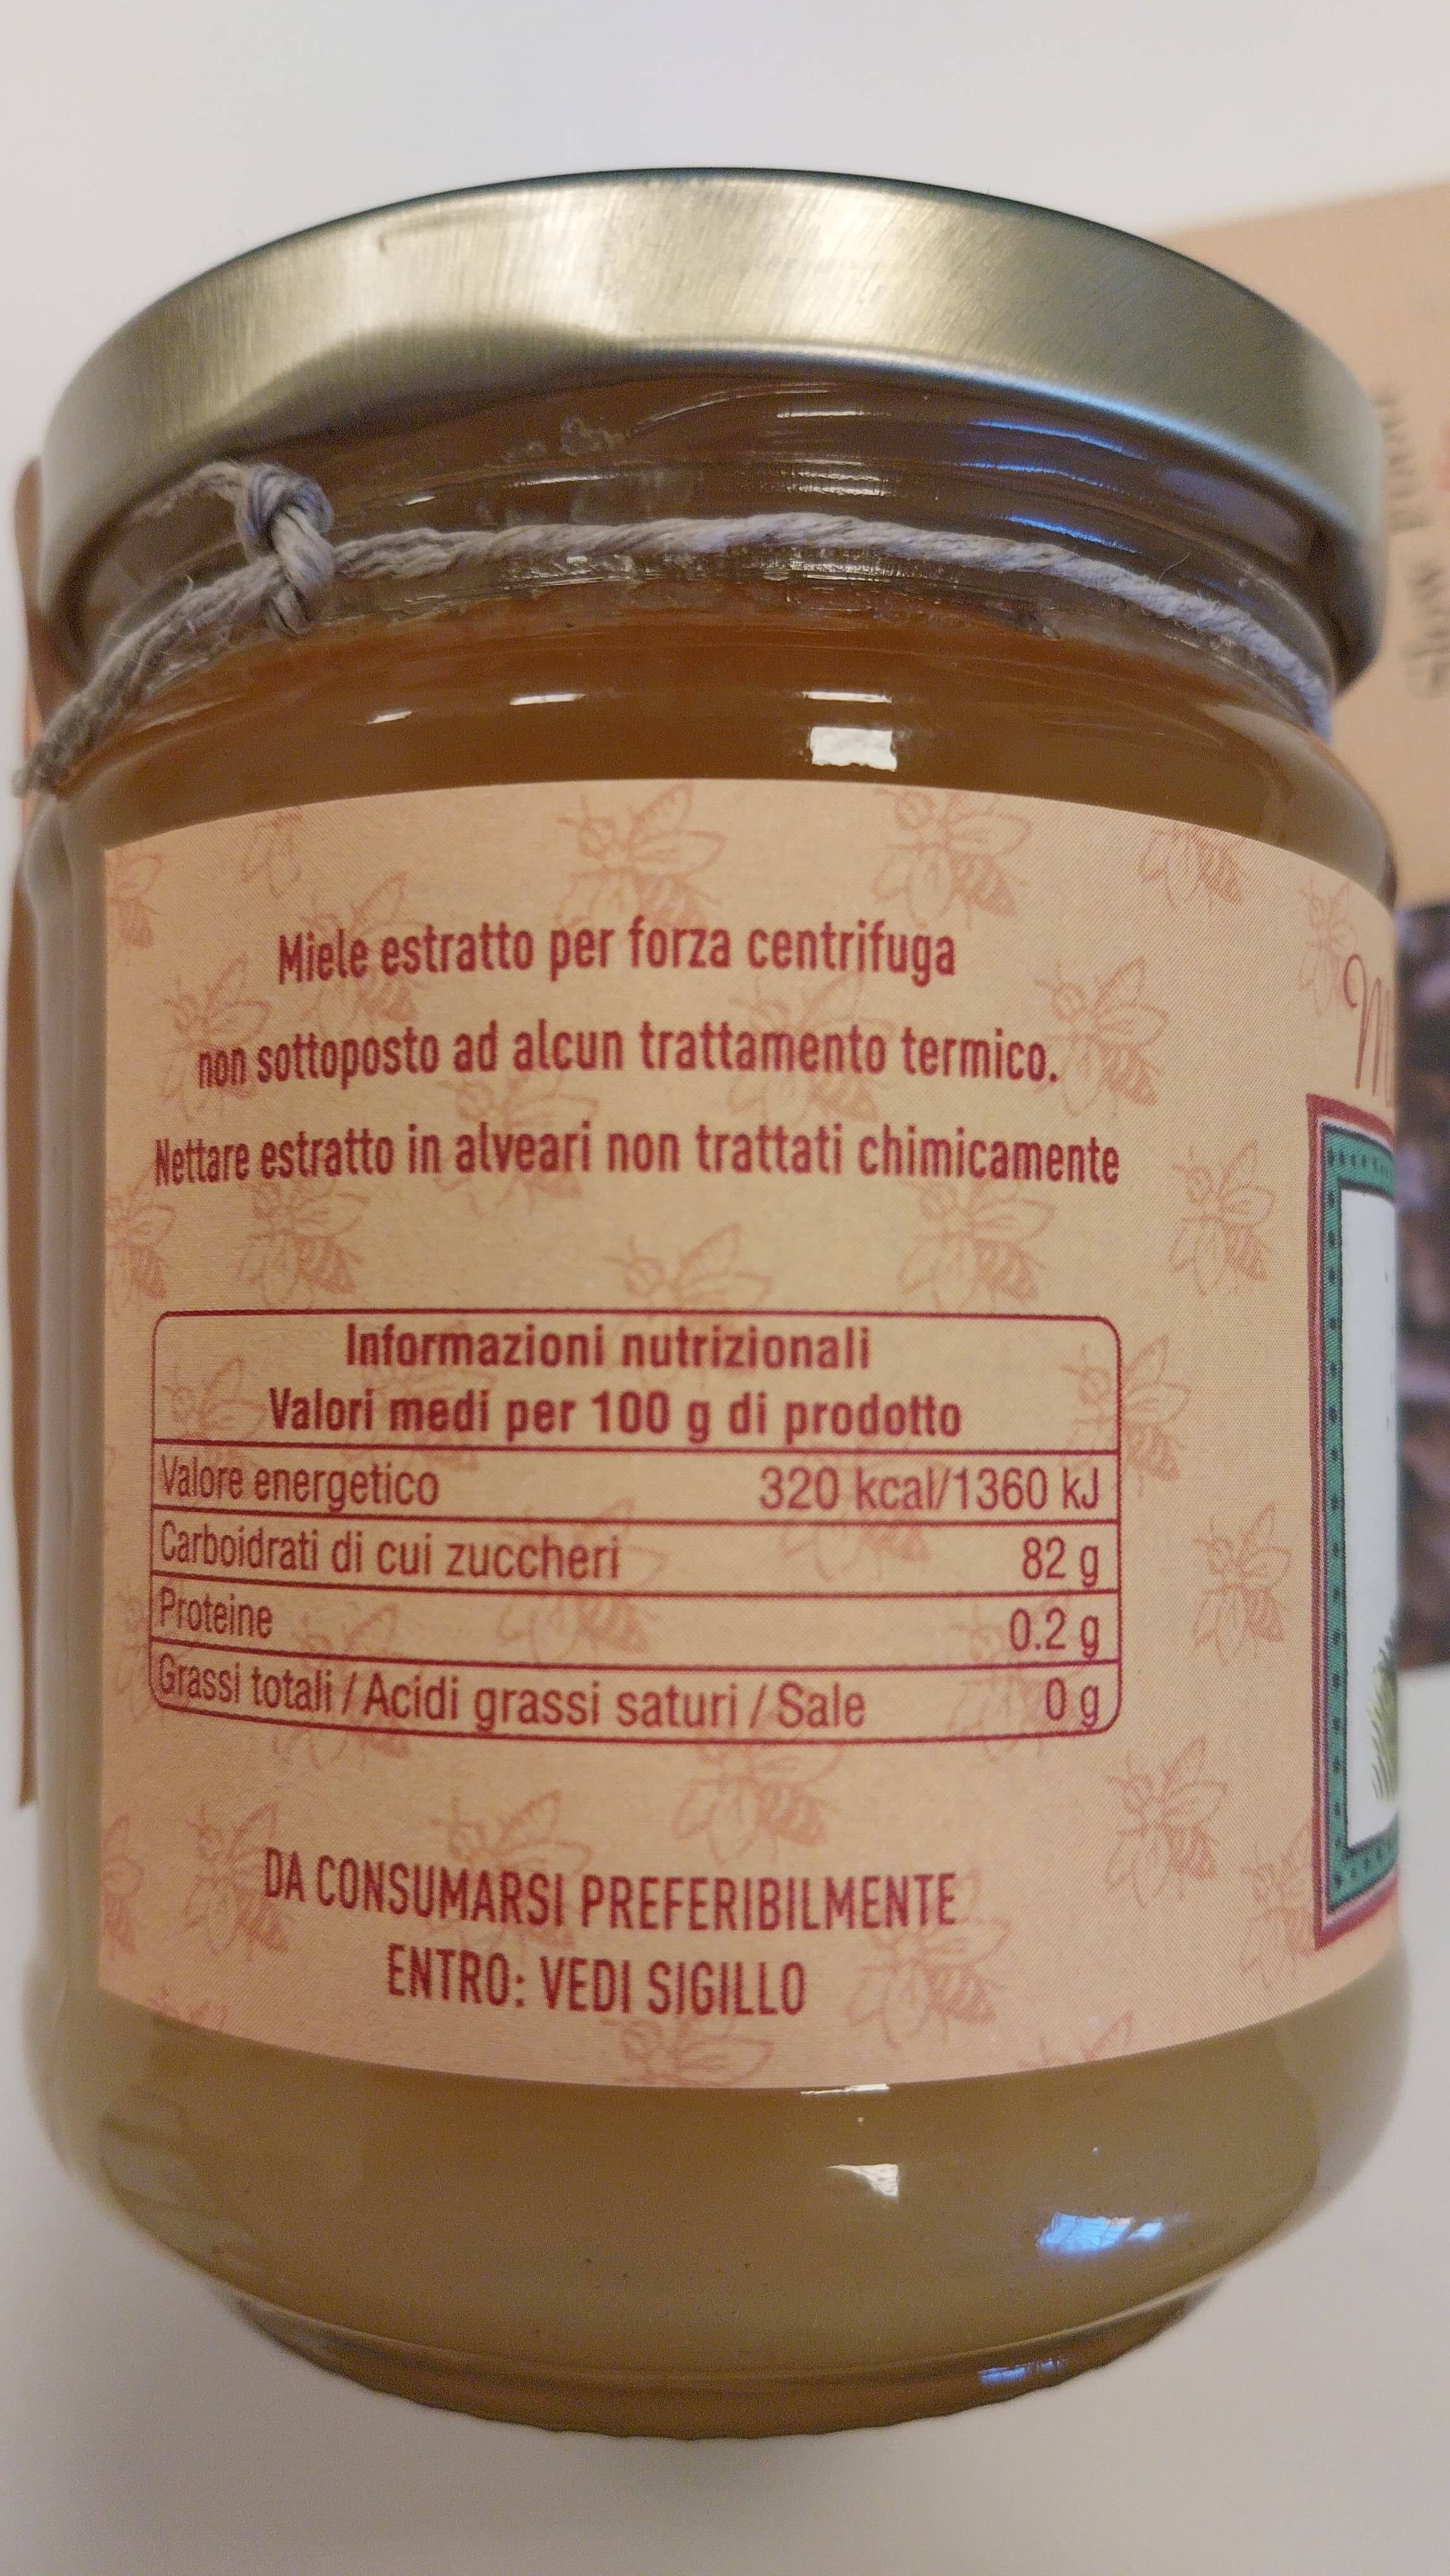 Miele estratto per forza centrifuga
non sottoposto ad alcun trattamento termico.
Nettare estratto in alveari non trattati chimicamente
Informazioni nutrizionali
Valori medi per 100 g di prodotto
Valore energetico 320 kcal/1360 kJ
Carboidrati di cui zuccheri 82 g
Proteine 0.2 g
Grassi totali / Acidi grassi saturi / Sale 0 g
DA CONSUMARSI PREFERIBILMENTE
ENTRO: VEDI SIGILLO